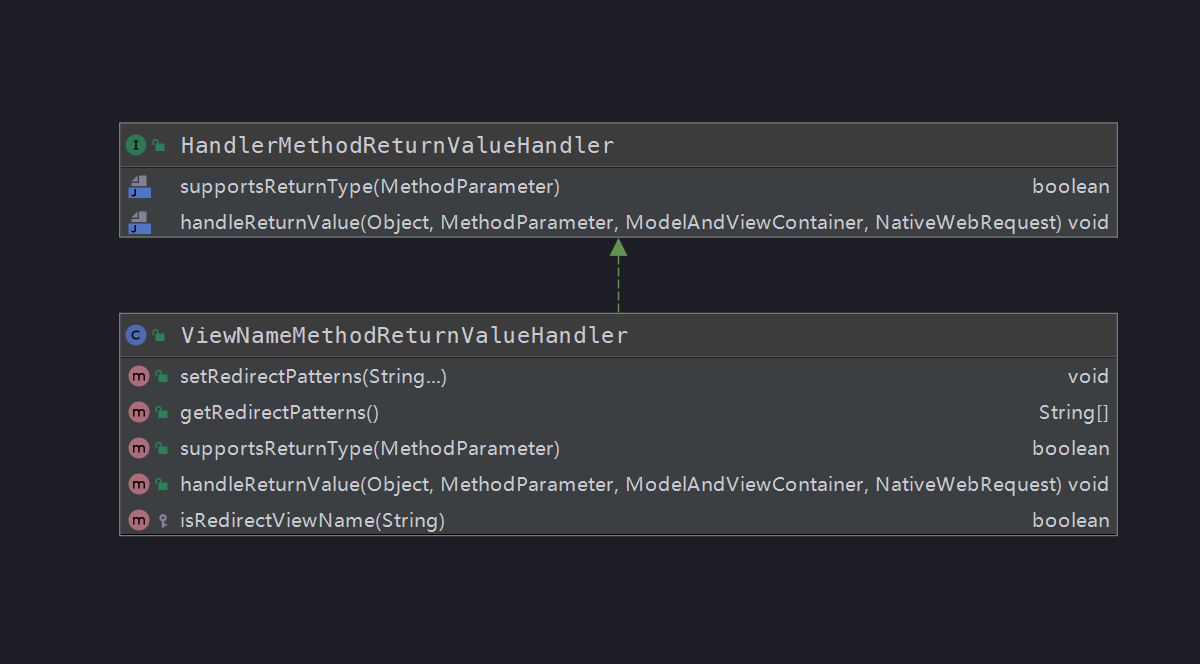 I HandlerMethodReturnValueHandler
J supportsReturnType(MethodParameter) boolean
J handleReturnValue(Object, MethodParameter, ModelAndViewContainer, NativeWebRequest) void
C ViewNameMethodReturnValueHandler
m setRedirectPatterns(String...) void
m getRedirectPatterns() String[]
m supportsReturnType(MethodParameter) boolean
m handleReturnValue(Object, MethodParameter, ModelAndViewContainer, NativeWebRequest) void
m isRedirectViewName(String) boolean